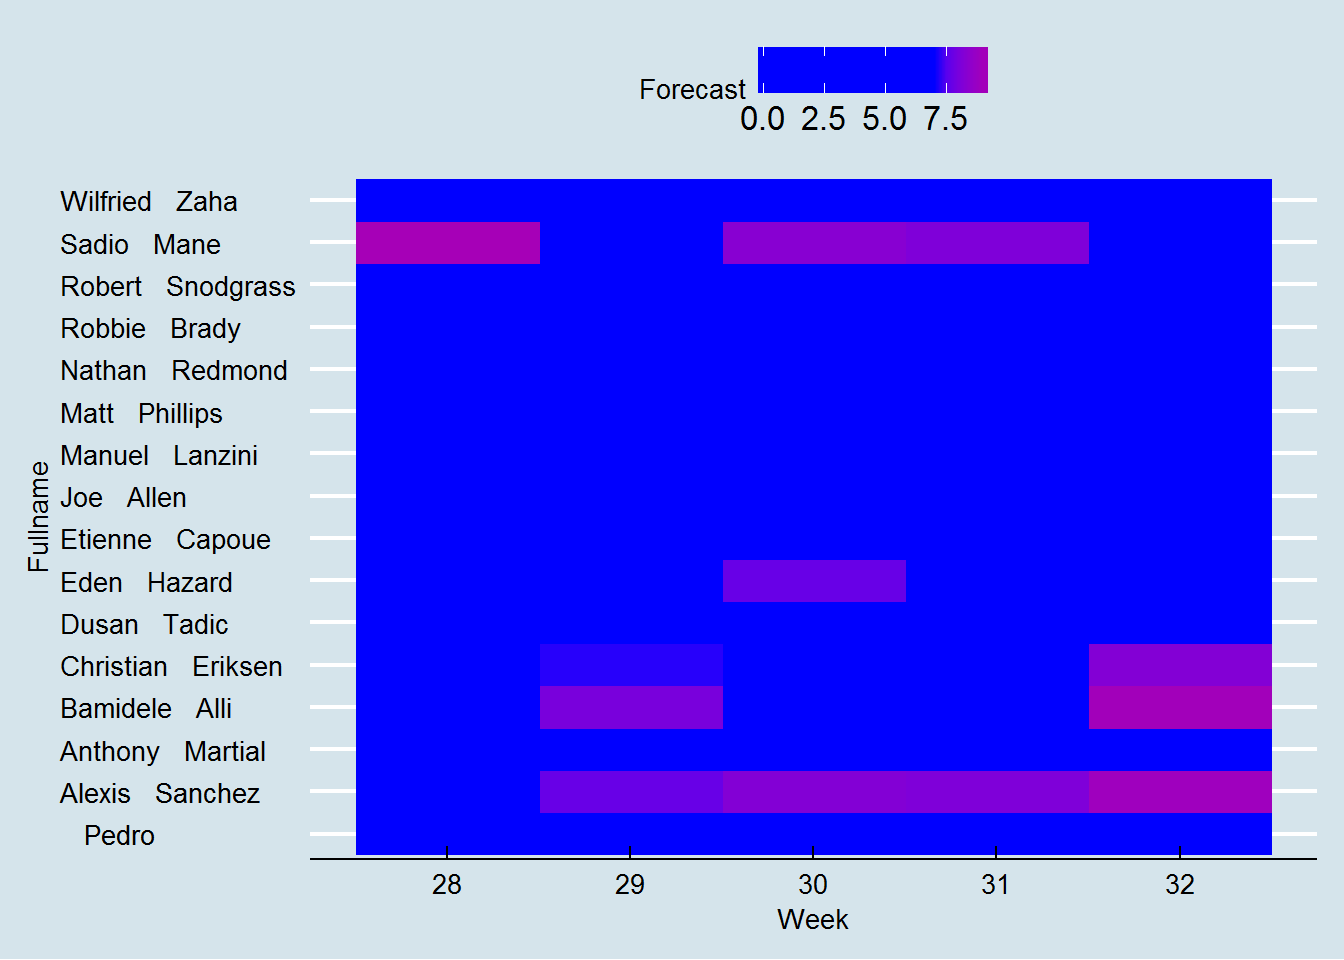 Forecast
0.0 2.5 5.0 7.5
Fullname
Wilfried Zaha
Sadio Mane
Robert Snodgrass
Robbie Brady
Nathan Redmond
Matt Phillips
Manuel Lanzini
Joe Allen
Etienne Capoue
Eden Hazard
Dusan Tadic
Christian Eriksen
Bamidele Alli
Anthony Martial
Alexis Sanchez
Pedro
28 29 30 31 32
Week